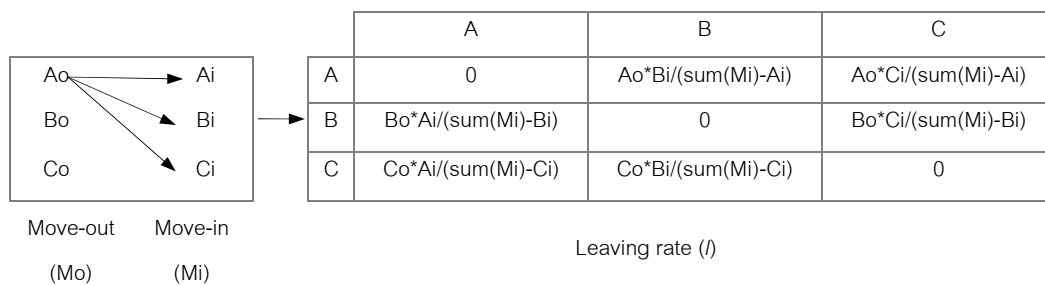 A B C
Ao Ai A 0 Ao*Bi/(sum(Mi)-Ai) Ao*Ci/(sum(Mi)-Ai)
Bo Bi B Bo*Ai/(sum(Mi)-Bi) 0 Bo*Ci/(sum(Mi)-Bi)
Co Ci C Co*Ai/(sum(Mi)-Ci) Co*Bi/(sum(Mi)-Ci) 0
Move-out Move-in
Leaving rate (l)
(Mo) (Mi)